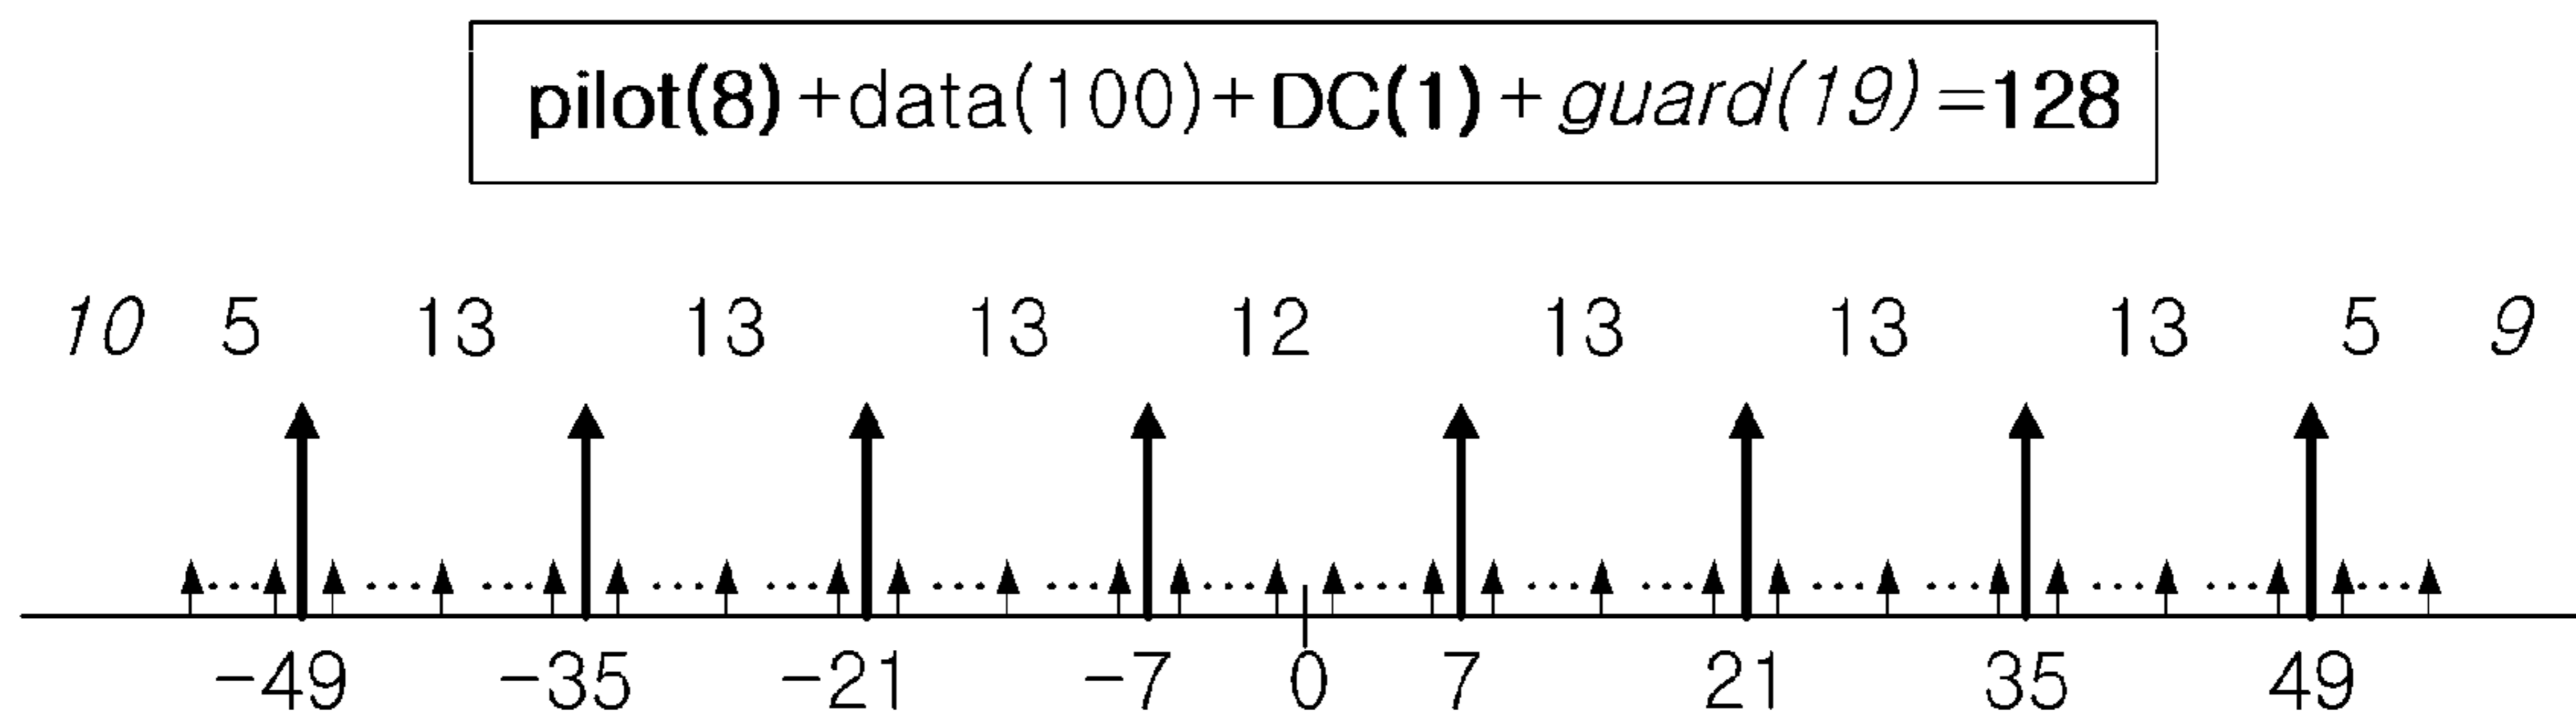 pilot(8) +data(100)+DC(1) +guard(19)=128
10 5 13 13 13 12 13 13 13 5 9
-49 -35 -21 -7 0 7 21 35 49